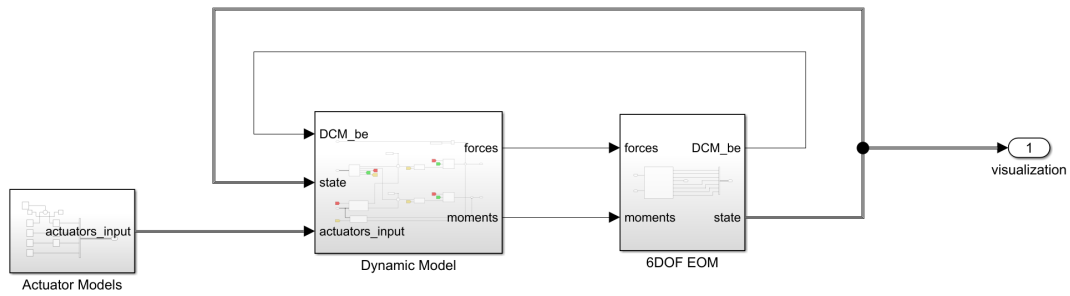 DCM_be
state
actuators_input
forces
moments
Dynamic Model
forces
moments
DCM_be
state
6DOF EOM
1
visualization
actuators_input
Actuator Models